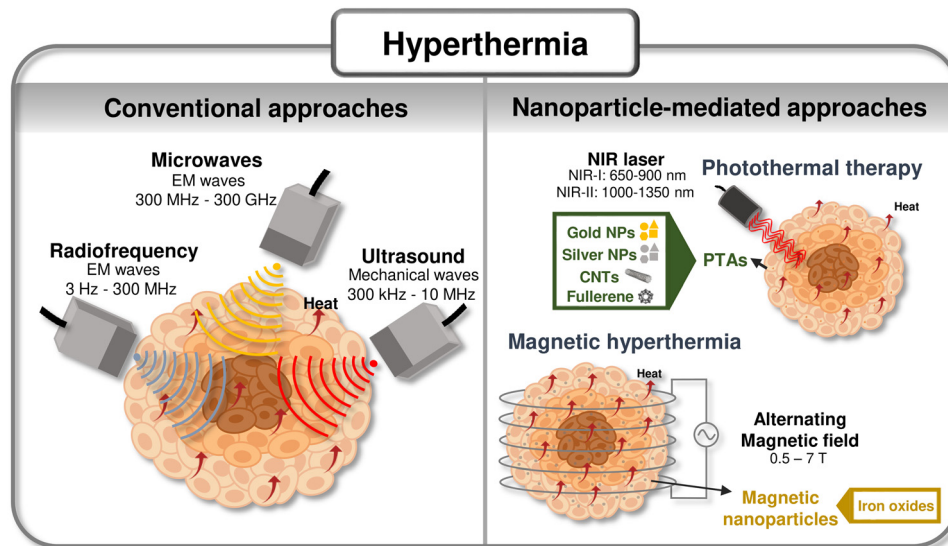 Hyperthermia
Conventional approaches
Microwaves
EM waves
300 MHz - 300 GHz
Radiofrequency
EM waves
3 Hz - 300 MHz
Ultrasound
Mechanical waves
300 kHz - 10 MHz
Heat
Nanoparticle-mediated approaches
NIR laser
NIR-I: 650-900 nm
NIR-II: 1000-1350 nm
Photothermal therapy
Heat
Gold NPs
Silver NPs
CNTs
Fullerene
PTAs
Magnetic hyperthermia
Heat
Alternating
Magnetic field
0.5 – 7 T
Magnetic
nanoparticles
Iron oxides